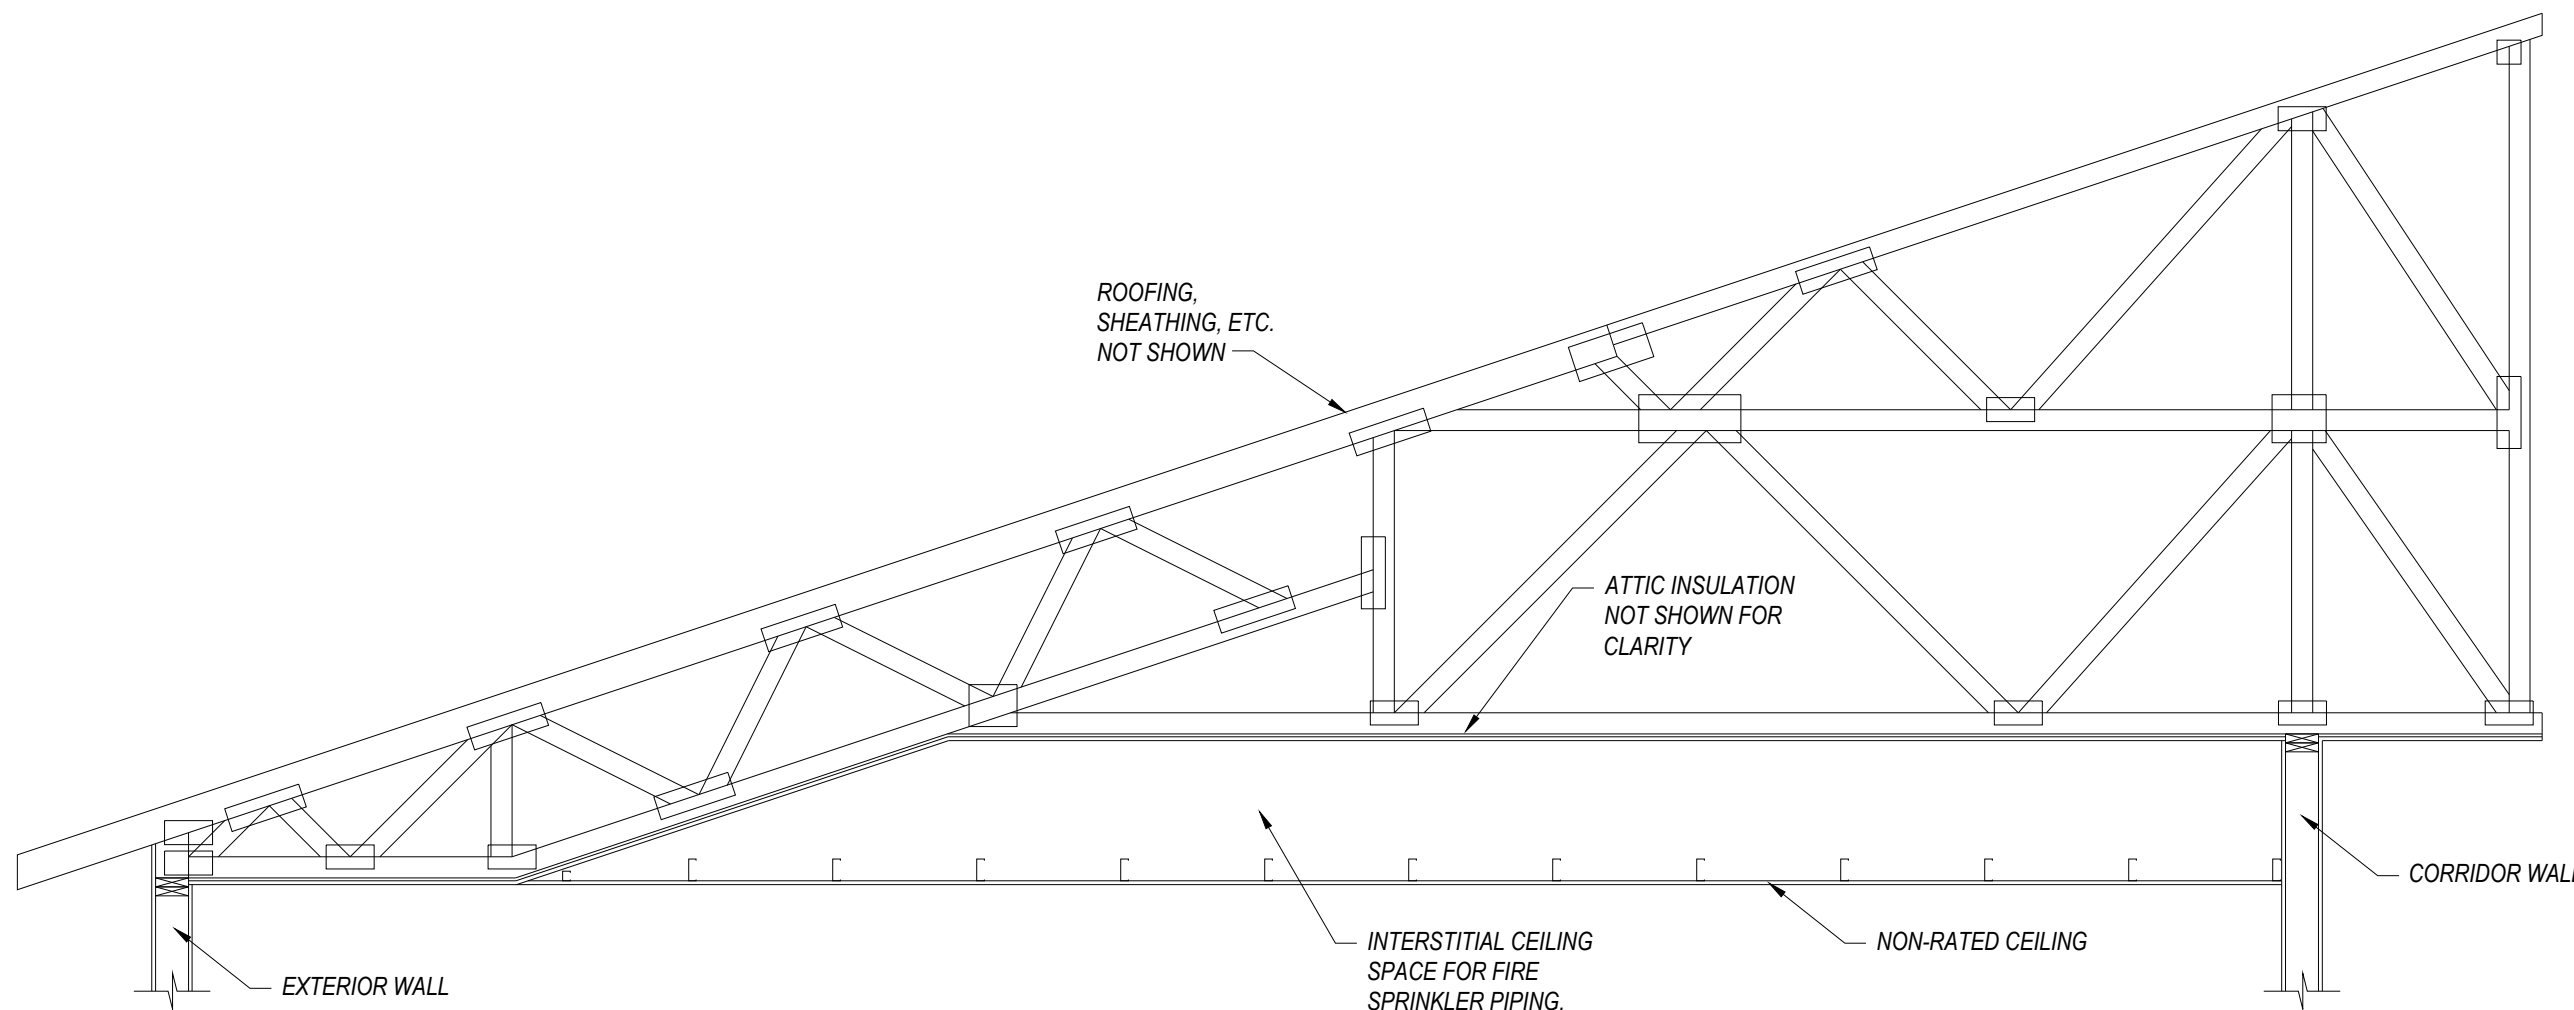 ROOFING,
SHEATHING, ETC.
NOT SHOWN
ATTIC INSULATION
NOT SHOWN FOR
CLARITY
CORRIDOR WALL
INTERSTITIAL CEILING
SPACE FOR FIRE
SPRINKLER PIPING.
NON-RATED CEILING
EXTERIOR WALL